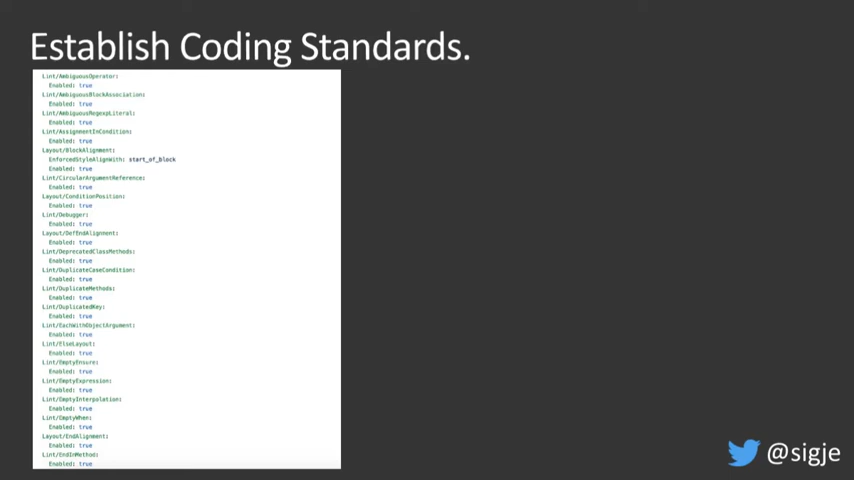 Establish Coding Standards.
Lint/AmbiguousOperator:
Enabled: true
Lint/AmbiguousBlockAssociation:
Enabled: true
Lint/AmbiguousRegexpLiteral:
Enabled: true
Lint/AssignmentInCondition:
Enabled: true
Layout/BlockAlignment:
EnforcedStyleAlignWith: start_of_block
Enabled: true
Lint/CircularArgumentReference:
Enabled: true
Layout/ConditionPosition:
Enabled: true
Lint/Debugger:
Enabled: true
Layout/DefEndAlignment:
Enabled: true
Lint/DeprecatedClassMethods:
Enabled: true
Lint/DuplicateCaseCondition:
Enabled: true
Lint/DuplicateMethods:
Enabled: true
Lint/DuplicatedKey:
Enabled: true
Lint/EachWithObjectArgument:
Enabled: true
Lint/ElseLayout:
Enabled: true
Lint/EmptyEnsure:
Enabled: true
Lint/EmptyExpression:
Enabled: true
Lint/EmptyInterpolation:
Enabled: true
Lint/EmptyWhen:
Enabled: true
Layout/EndAlignment:
Enabled: true
Lint/EndInMethod:
Enabled: true
@sigje